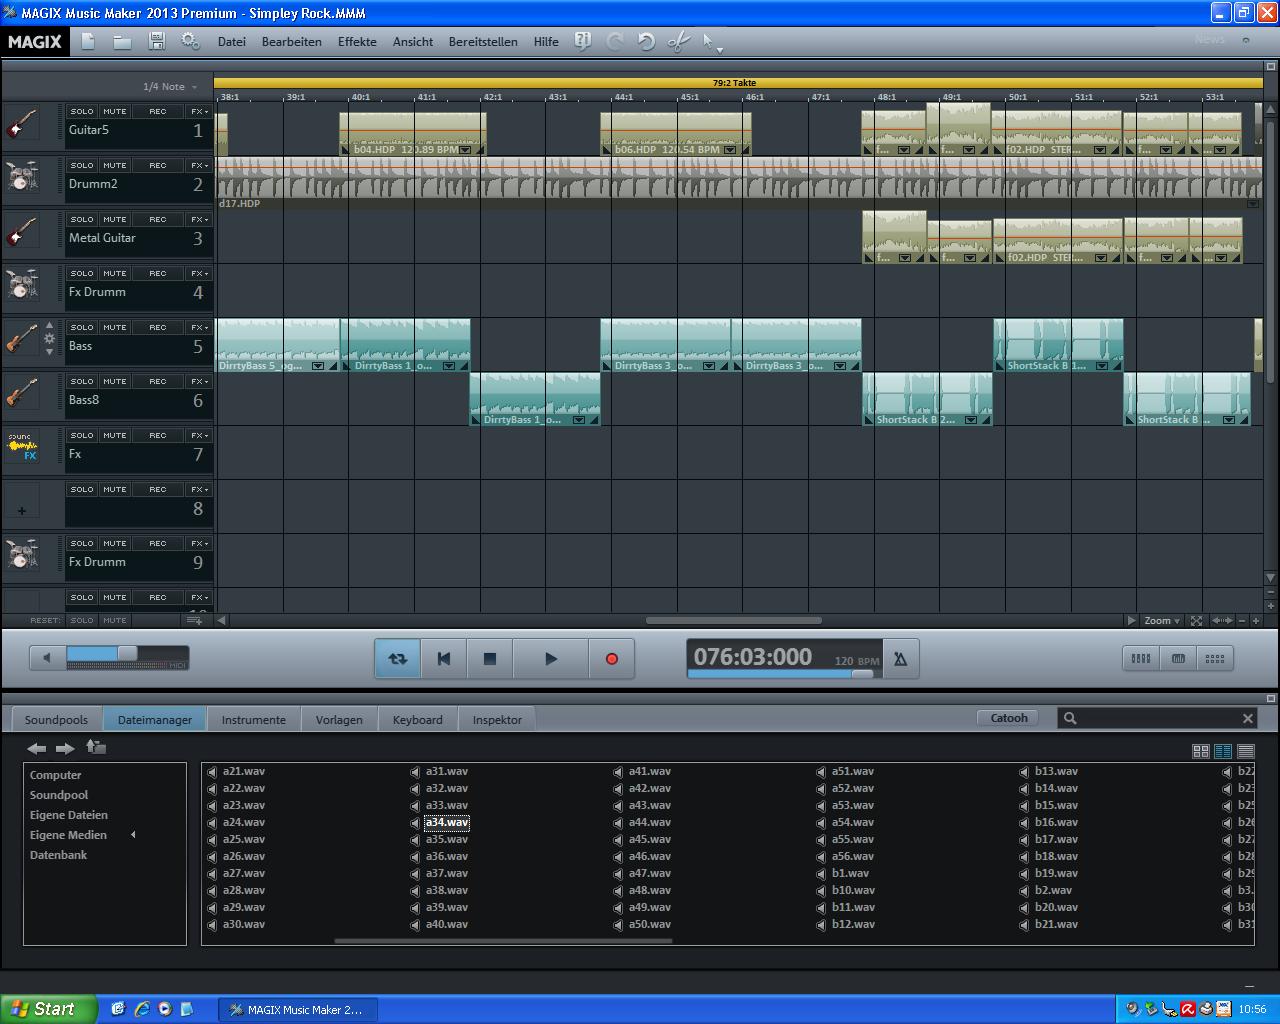 MAGIX Music Maker 2013 Premium - Simpley Rock.MMM
MAGIX Datei Bearbeiten Effekte Ansicht Bereitstellen Hilfe News
79:2 Takte
1/4 Note
38:1 39:1 40:1 41:1 42:1 43:1 44:1 45:1 46:1 47:1 48:1 49:1 50:1 51:1 52:1 53:1
SOLO MUTE REC FX
Guitar5 1
b04.HDP 120.89 BPM b06.HDP 120.54 BPM f... f... f02.HDP STER... f... ...
SOLO MUTE REC FX
Drumm2 2
d17.HDP
SOLO MUTE REC FX
Metal Guitar 3
f... f... f02.HDP STER... f... ...
SOLO MUTE REC FX
Fx Drumm 4
SOLO MUTE REC FX
Bass 5
DirrtyBass 5_og... DirrtyBass 1_o... DirrtyBass 3_o... DirrtyBass 3_o... ShortStack B 1...
SOLO MUTE REC FX
Bass8 6
DirrtyBass 1_o... ShortStack B 2... ShortStack B ...
sound FX
SOLO MUTE REC FX
Fx 7
SOLO MUTE REC FX
8
SOLO MUTE REC FX
Fx Drumm 9
SOLO MUTE REC FX
RESET: SOLO MUTE Zoom
MIDI
076:03:000 120 BPM
Soundpools Dateimanager Instrumente Vorlagen Keyboard Inspektor Catooh
Computer
Soundpool
Eigene Dateien
Eigene Medien
Datenbank
a21.wav a31.wav a41.wav a51.wav b13.wav b22
a22.wav a32.wav a42.wav a52.wav b14.wav b23
a23.wav a33.wav a43.wav a53.wav b15.wav b25
a24.wav a34.wav a44.wav a54.wav b16.wav b26
a25.wav a35.wav a45.wav a55.wav b17.wav b27
a26.wav a36.wav a46.wav a56.wav b18.wav b28
a27.wav a37.wav a47.wav b1.wav b19.wav b29
a28.wav a38.wav a48.wav b10.wav b2.wav b3.
a29.wav a39.wav a49.wav b11.wav b20.wav b30
a30.wav a40.wav a50.wav b12.wav b21.wav b31
Start MAGIX Music Maker 2... 10:56